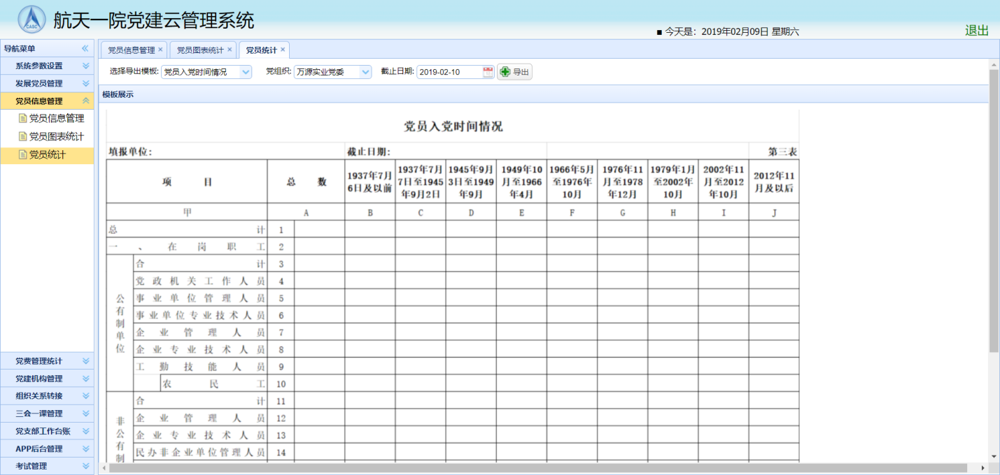 CASC
航天一院党建云管理系统
■ 今天是：2019年02月09日 星期六
退出
导航菜单
系统参数设置
发展党员管理
党员信息管理
党员信息管理
党员图表统计
党员统计
党费管理统计
党建机构管理
组织关系转接
三会一课管理
党支部工作台账
APP后台管理
考试管理
党员信息管理 ×
党员图表统计 ×
党员统计 ×
选择导出模板: 党员入党时间情况 党组织: 万源实业党委 截止日期: 2019-02-10 导出
模板展示
党员入党时间情况
填报单位: 截止日期: 第三表
项 目
总 数
1937年7月
6日及以前
1937年7月
7日至1945
年9月2日
1945年9月
3日至1949
年9月
1949年10
月至1966
年4月
1966年5月
至1976年
10月
1976年11
月至1978
年12月
1979年1月
至2002年
10月
2002年11
月至2012
年10月
2012年11
月及以后
甲 A B C D E F G H I J
总 计 1
一 、 在 岗 职 工 2
公有制单位
合 计 3
党 政 机 关 工 作 人 员 4
事 业 单 位 管 理 人 员 5
事 业 单 位 专 业 技 术 人 员 6
企 业 管 理 人 员 7
企 业 专 业 技 术 人 员 8
工 勤 技 能 人 员 9
农 民 工 10
非公有制
合 计 11
企 业 管 理 人 员 12
企 业 专 业 技 术 人 员 13
民 办 非 企 业 单 位 管 理 人 员 14